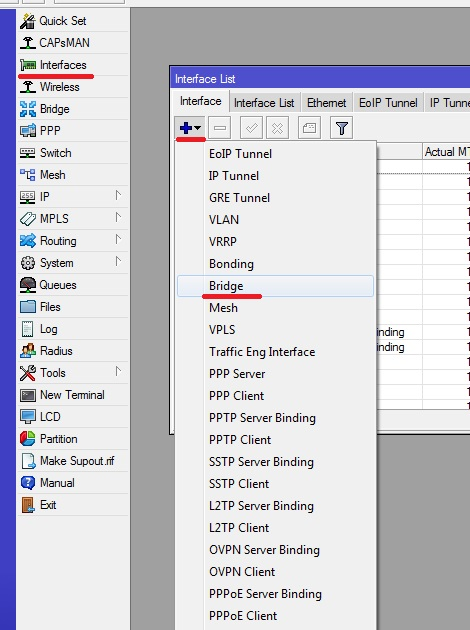 Quick Set
CAPsMAN
Interfaces
Wireless
Bridge
PPP
Switch
Mesh
IP
MPLS
Routing
System
Queues
Files
Log
Radius
Tools
New Terminal
LCD
Partition
Make Supout.rif
Manual
Exit
Interface List
Interface Interface List Ethernet EoIP Tunnel IP Tunne
Actual MT
EoIP Tunnel
IP Tunnel
GRE Tunnel
VLAN
VRRP
Bonding
Bridge
Mesh
VPLS
Traffic Eng Interface
PPP Server
PPP Client
PPTP Server Binding
PPTP Client
SSTP Server Binding
SSTP Client
L2TP Server Binding
L2TP Client
OVPN Server Binding
OVPN Client
PPPoE Server Binding
PPPoE Client
inding
inding